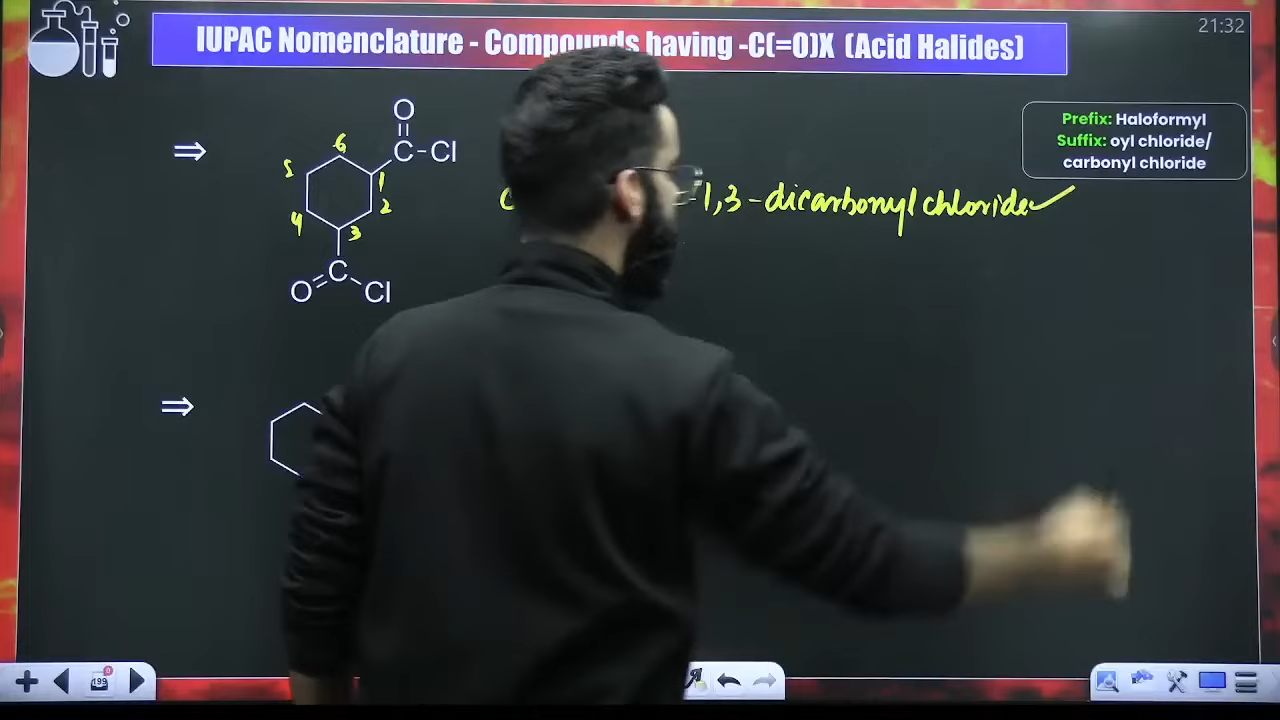 21:32
IUPAC Nomenclature - Compounds having -C(=O)X (Acid Halides)
Prefix: Haloformyl
Suffix: oyl chloride/
carbonyl chloride
O
C-Cl
6
5
1
4
2
3
-1,3-dicarbonyl chloride
C
O
Cl
199